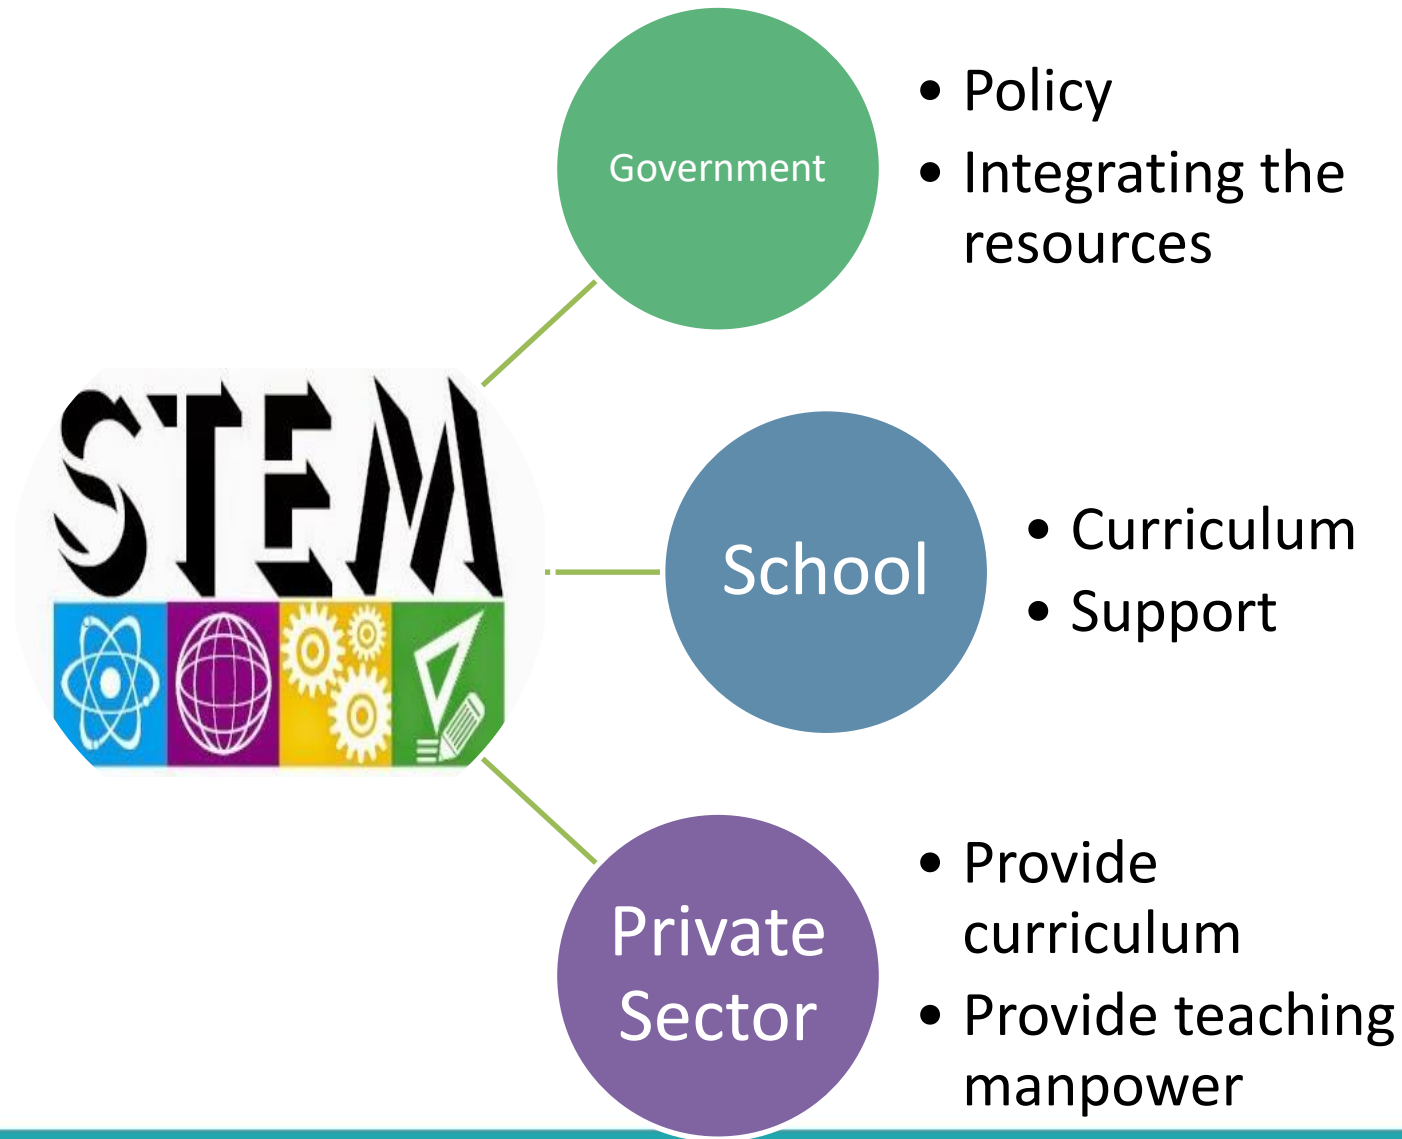 STEM
Government
• Policy
• Integrating the
resources
School
• Curriculum
• Support
Private
Sector
• Provide
curriculum
• Provide teaching
manpower